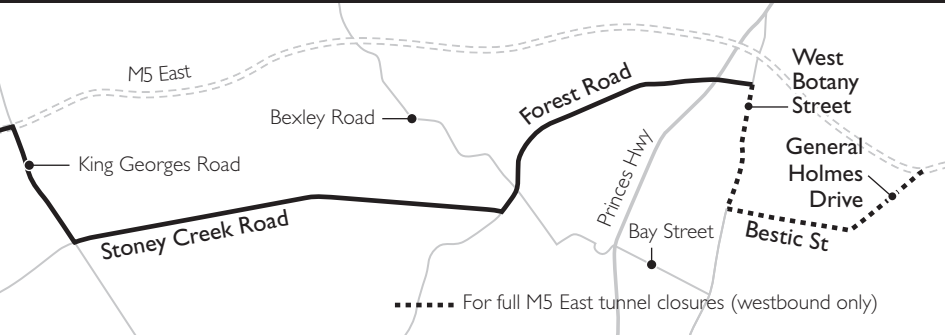 M5 East
Bexley Road
King Georges Road
Stoney Creek Road
Forest Road
Princes Hwy
Bay Street
West
Botany
Street
General
Holmes
Drive
Bestic St
For full M5 East tunnel closures (westbound only)